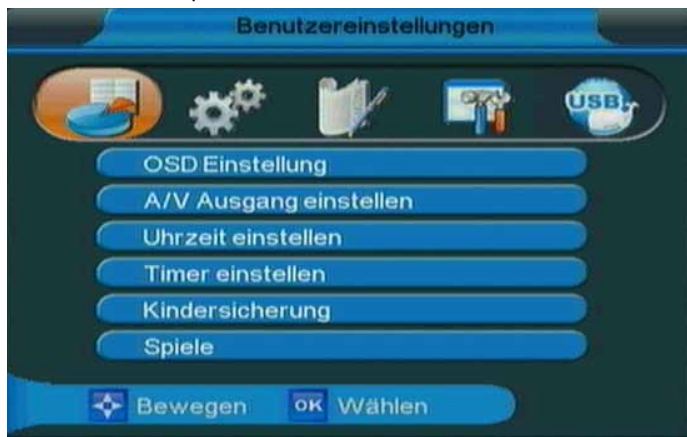 Benutzereinstellungen
USB
OSD Einstellung
A/V Ausgang einstellen
Uhrzeit einstellen
Timer einstellen
Kindersicherung
Spiele
Bewegen OK Wählen